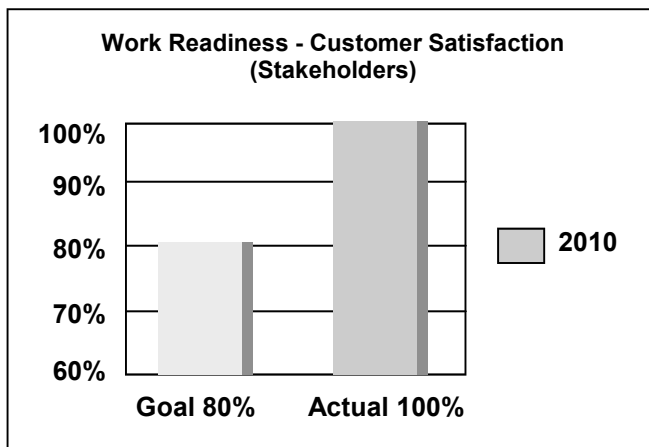 Work Readiness - Customer Satisfaction
(Stakeholders)
100%
90%
80%
70%
60%
2010
Goal 80%
Actual 100%